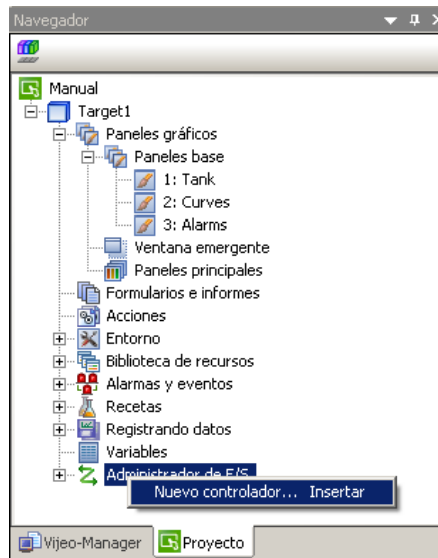 Navegador
Manual
Target1
Paneles gráficos
Paneles base
1: Tank
2: Curves
3: Alarms
Ventana emergente
Paneles principales
Formularios e informes
Acciones
Entorno
Biblioteca de recursos
Alarmas y eventos
Recetas
Registrando datos
Variables
Administrador de E/S
Nuevo controlador... Insertar
Vijeo-Manager Proyecto